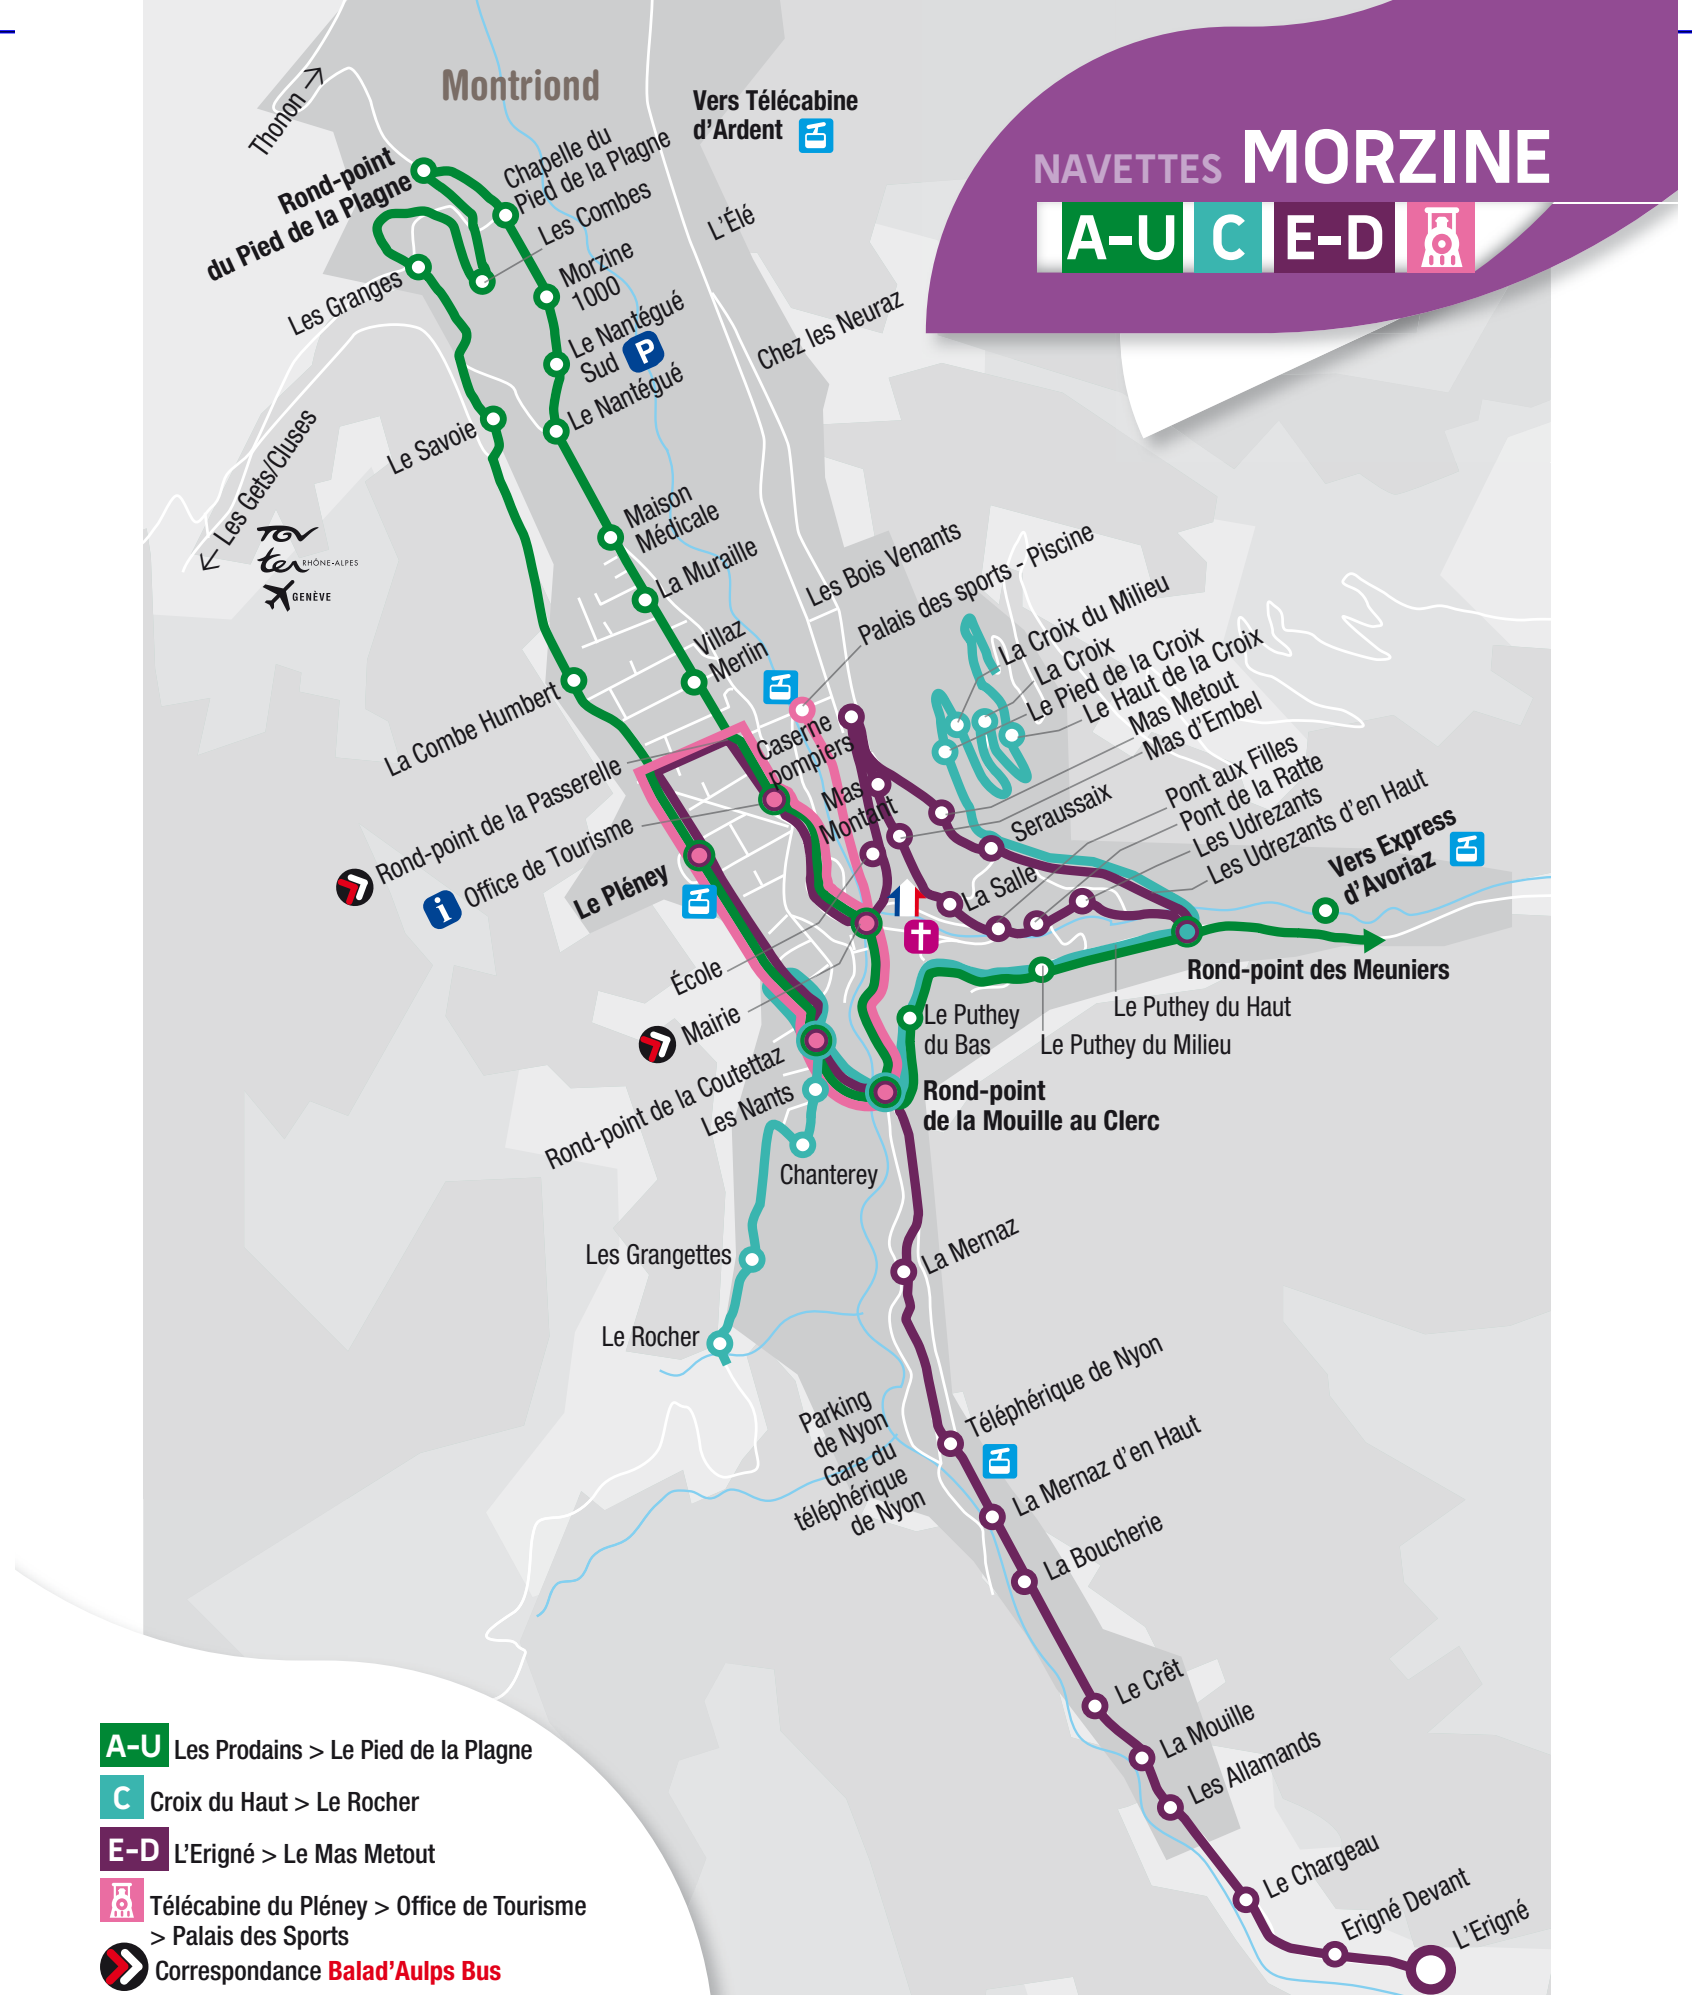 Montriond
Thonon
Vers Télécabine
d'Ardent
NAVETTES MORZINE
A-U C E-D
Rond-point
du Pied de la Plagne
Chapelle du
Pied de la Plagne
Les Combes
L'Élé
Les Granges
Morzine
1000
Le Nantégué
Sud
P
Le Nantégué
Chez les Neuraz
Le Savoie
Les Gets/Cluses
TGV
ter RHÔNE-ALPES
GENÈVE
Maison
Médicale
La Muraille
Villaz
Merlin
Les Bois Venants
Palais des sports - Piscine
La Croix du Milieu
La Croix
Le Pied de la Croix
Le Haut de la Croix
Mas Metout
Mas d'Embel
Pont aux Filles
Pont de la Ratte
Les Udrezants
Les Udrezants d'en Haut
La Combe Humbert
Caserne
pompiers
Mas
Montant
Seraussaix
La Salle
Vers Express
d'Avoriaz
Rond-point de la Passerelle
i
Office de Tourisme
Le Pléney
École
Mairie
Rond-point de la Coutettaz
Les Nants
Rond-point des Meuniers
Le Puthey du Haut
Le Puthey
du Bas
Le Puthey du Milieu
Rond-point
de la Mouille au Clerc
Chanterey
Les Grangettes
Le Rocher
La Mernaz
Téléphérique de Nyon
Parking
de Nyon
Gare du
téléphérique
de Nyon
La Mernaz d'en Haut
La Boucherie
Le Crêt
La Mouille
Les Allamands
Le Chargeau
Erigné Devant
L'Erigné
A-U Les Prodains > Le Pied de la Plagne
C Croix du Haut > Le Rocher
E-D L'Erigné > Le Mas Metout
Télécabine du Pléney > Office de Tourisme
> Palais des Sports
Correspondance Balad'Aulps Bus